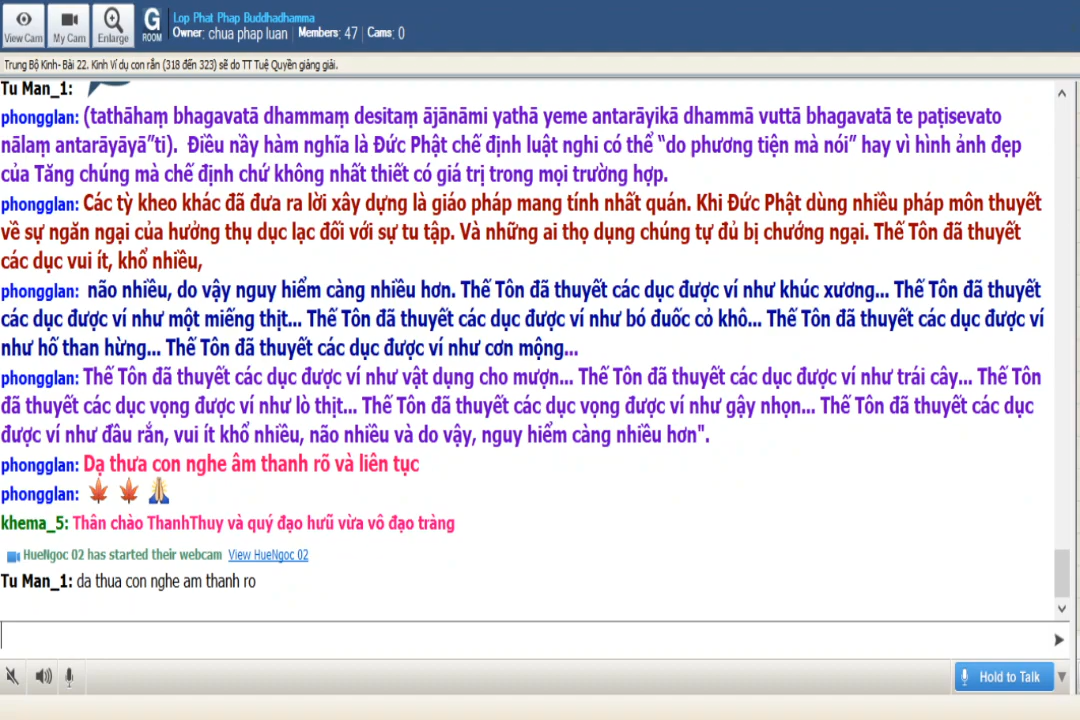 Lop Phat Phap Buddhadhamma
View Cam
My Cam
Enlarge
G
ROOM
Owner: chua phap luan | Members: 47 | Cams: 0
Trung Bộ Kinh- Bài 22. Kinh Ví dụ con rắn (318 đến 323) sẽ do TT Tuệ Quyền giảng giải.
Tu Man_1:
phongglan: (tathāhaṃ bhagavatā dhammaṃ desitaṃ ājānāmi yathā yeme antarāyikā dhammā vuttā bhagavatā te paṭisevato
nālaṃ antarāyāyā”ti).  Điều nầy hàm nghĩa là Đức Phật chế định luật nghi có thể “do phương tiện mà nói” hay vì hình ảnh đẹp
của Tăng chúng mà chế định chứ không nhất thiết có giá trị trong mọi trường hợp.
phongglan: Các tỳ kheo khác đã đưa ra lời xây dựng là giáo pháp mang tính nhất quán. Khi Đức Phật dùng nhiều pháp môn thuyết
về sự ngăn ngại của hưởng thụ dục lạc đối với sự tu tập. Và những ai thọ dụng chúng tự đủ bị chướng ngại. Thế Tôn đã thuyết
các dục vui ít, khổ nhiều,
phongglan:  não nhiều, do vậy nguy hiểm càng nhiều hơn. Thế Tôn đã thuyết các dục được ví như khúc xương... Thế Tôn đã thuyết
các dục được ví như một miếng thịt... Thế Tôn đã thuyết các dục được ví như bó đuốc cỏ khô... Thế Tôn đã thuyết các dục được ví
như hố than hừng... Thế Tôn đã thuyết các dục được ví như cơn mộng...
phongglan: Thế Tôn đã thuyết các dục được ví như vật dụng cho mượn... Thế Tôn đã thuyết các dục được ví như trái cây... Thế Tôn
đã thuyết các dục vọng được ví như lò thịt... Thế Tôn đã thuyết các dục vọng được ví như gậy nhọn... Thế Tôn đã thuyết các dục
được ví như đầu rắn, vui ít khổ nhiều, não nhiều và do vậy, nguy hiểm càng nhiều hơn".
phongglan: Dạ thưa con nghe âm thanh rõ và liên tục
phongglan:
khema_5: Thân chào ThanhThuy và quý đạo hưũ vừa vô đạo tràng
HueNgoc 02 has started their webcam  View HueNgoc 02
Tu Man_1: da thua con nghe am thanh ro
Hold to Talk